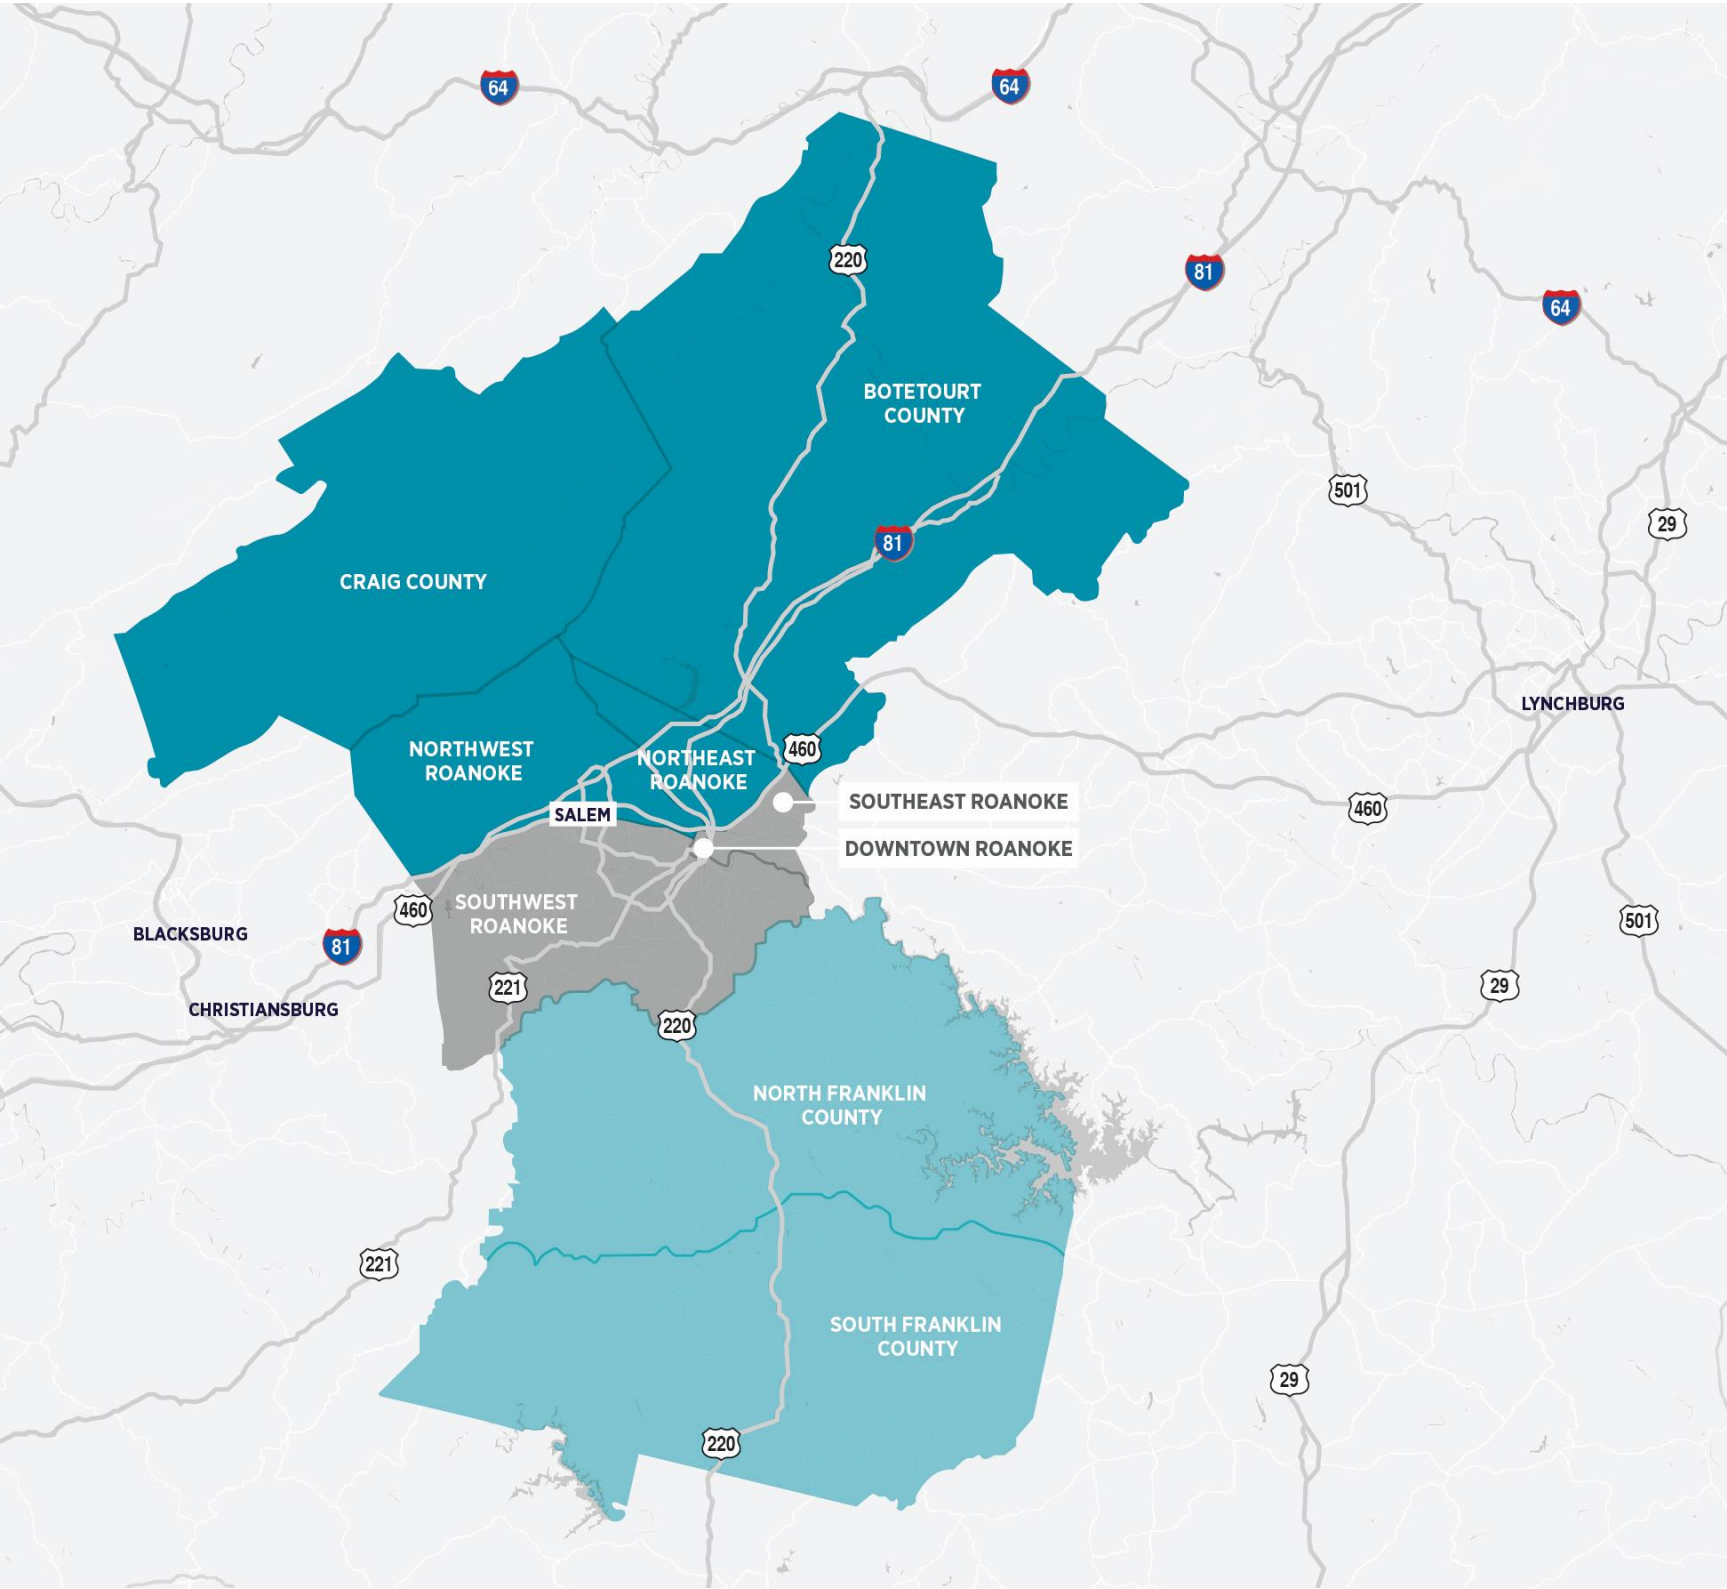 64
64
220
81
64
BOTETOURT
COUNTY
501
29
81
CRAIG COUNTY
LYNCHBURG
NORTHWEST
ROANOKE
NORTHEAST
ROANOKE
460
SALEM
SOUTHEAST ROANOKE
460
DOWNTOWN ROANOKE
SOUTHWEST
ROANOKE
460
BLACKSBURG
81
501
221
29
CHRISTIANSBURG
220
NORTH FRANKLIN
COUNTY
221
SOUTH FRANKLIN
COUNTY
29
220